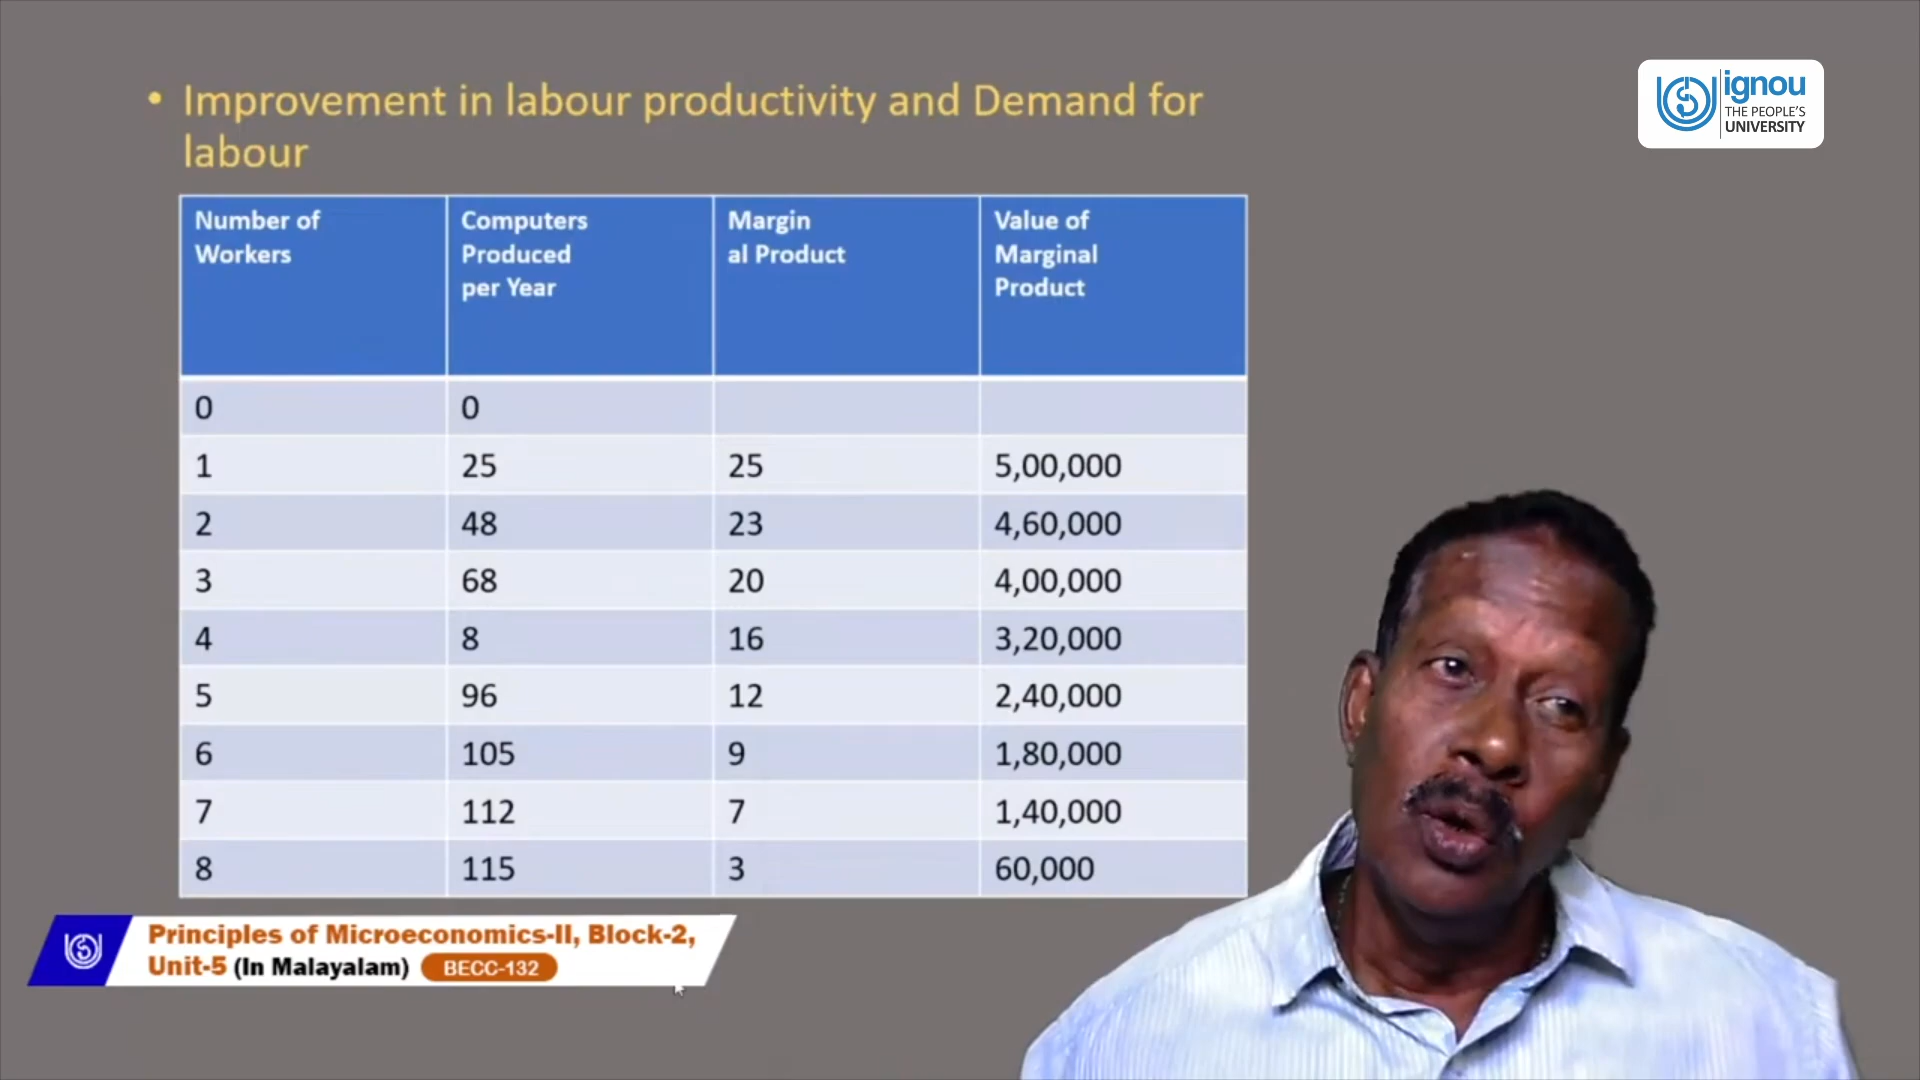 • Improvement in labour productivity and Demand for
labour
ignou
THE PEOPLE'S
UNIVERSITY
Number of
Workers
Computers
Produced
per Year
Margin
al Product
Value of
Marginal
Product
0 0
1 25 25 5,00,000
2 48 23 4,60,000
3 68 20 4,00,000
4 8 16 3,20,000
5 96 12 2,40,000
6 105 9 1,80,000
7 112 7 1,40,000
8 115 3 60,000
Principles of Microeconomics-II, Block-2,
Unit-5 (In Malayalam) BECC-132